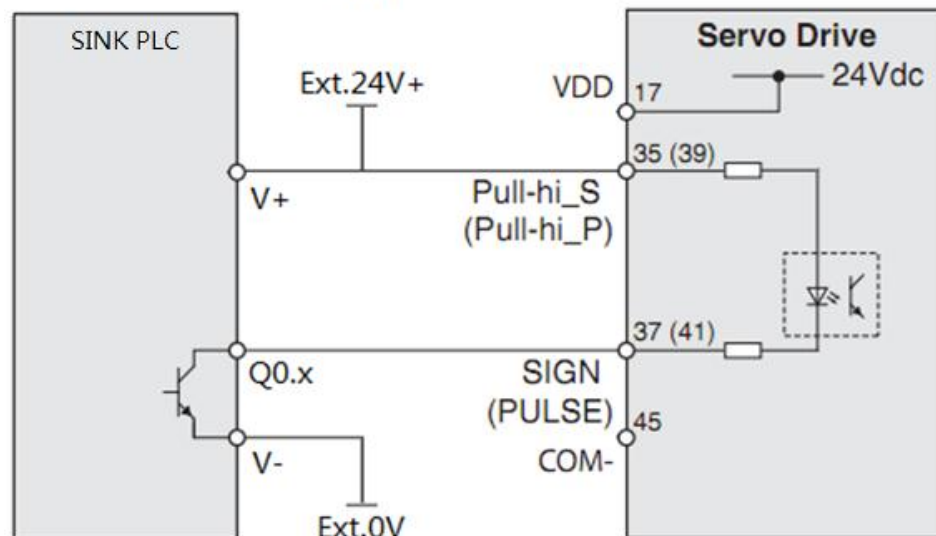 SINK PLC
Servo Drive
24Vdc
Ext.24V+
VDD
17
35 (39)
V+
Pull-hi_S
(Pull-hi_P)
37 (41)
Q0.x
SIGN
(PULSE)
45
V-
COM-
Ext.0V